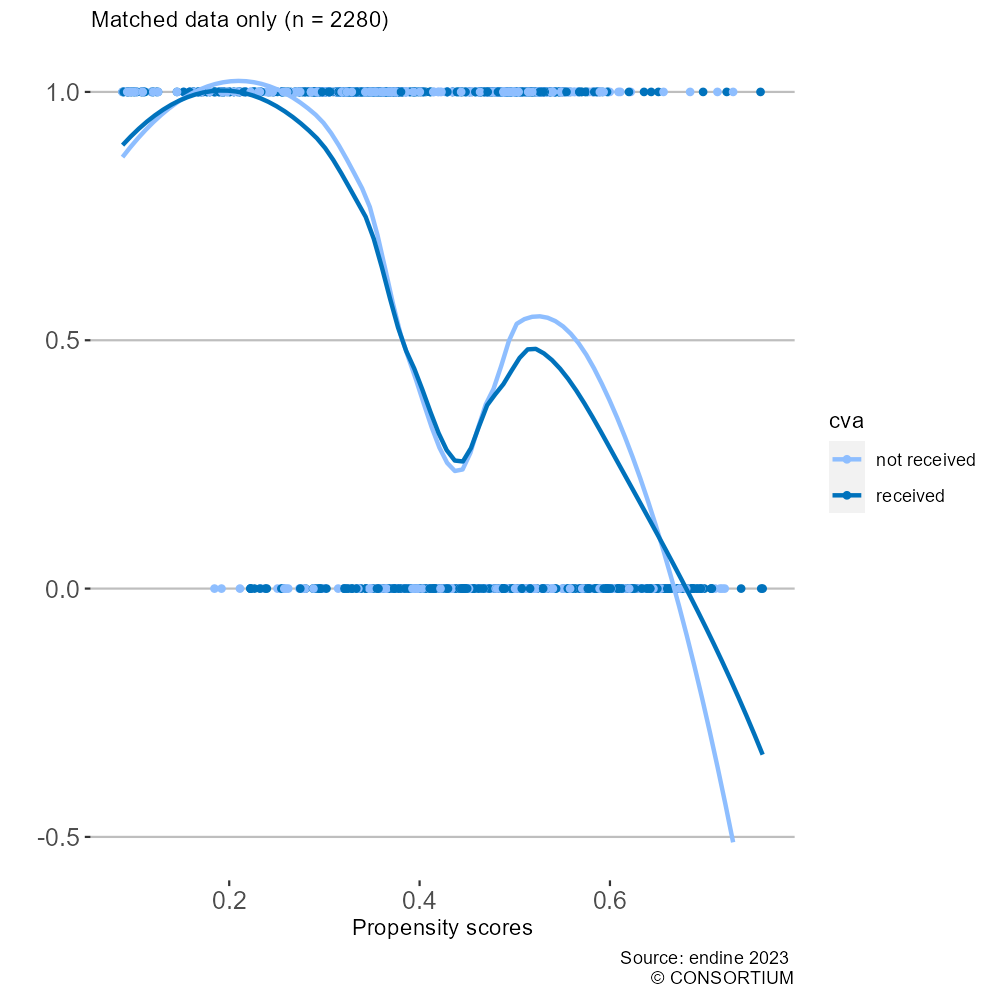 Matched data only (n = 2280)
1.0
0.5
0.0
-0.5
0.2 0.4 0.6
Propensity scores
cva
not received
received
Source: endine 2023
© CONSORTIUM